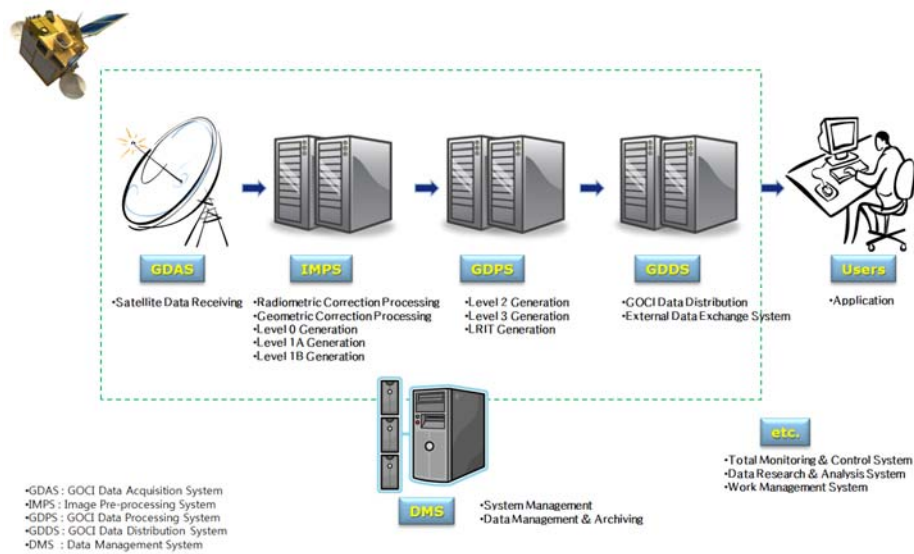 GDAS
•Satellite Data Receiving
IMPS
•Radiometric Correction Processing
•Geometric Correction Processing
•Level 0 Generation
•Level 1A Generation
•Level 1B Generation
GDPS
•Level 2 Generation
•Level 3 Generation
•LRIT Generation
GDDS
•GOCI Data Distribution
•External Data Exchange System
Users
•Application
DMS
•System Management
•Data Management & Archiving
etc.
•Total Monitoring & Control System
•Data Research & Analysis System
•Work Management System
•GDAS : GOCI Data Acquisition System
•IMPS : Image Pre-processing System
•GDPS : GOCI Data Processing System
•GDDS : GOCI Data Distribution System
•DMS : Data Management System